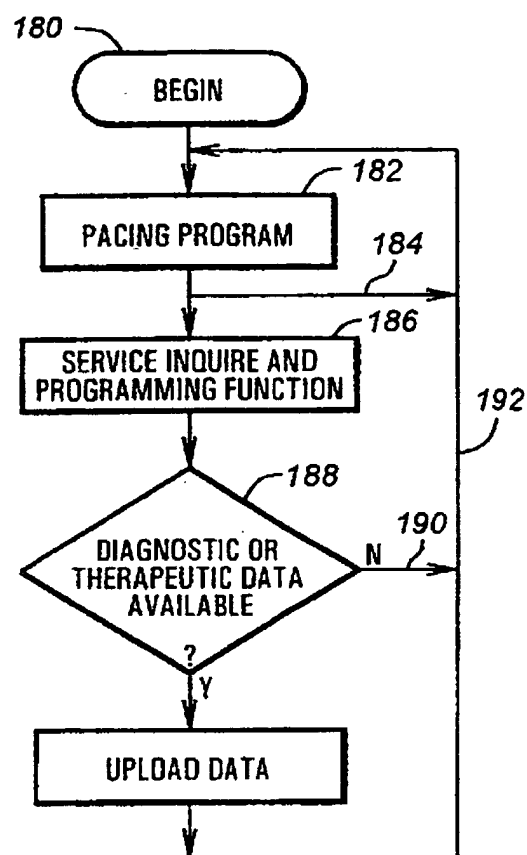 180
BEGIN
182
PACING PROGRAM
184
186
SERVICE INQUIRE AND
PROGRAMMING FUNCTION
192
188
190
DIAGNOSTIC OR
THERAPEUTIC DATA
AVAILABLE
?
N
Y
UPLOAD DATA